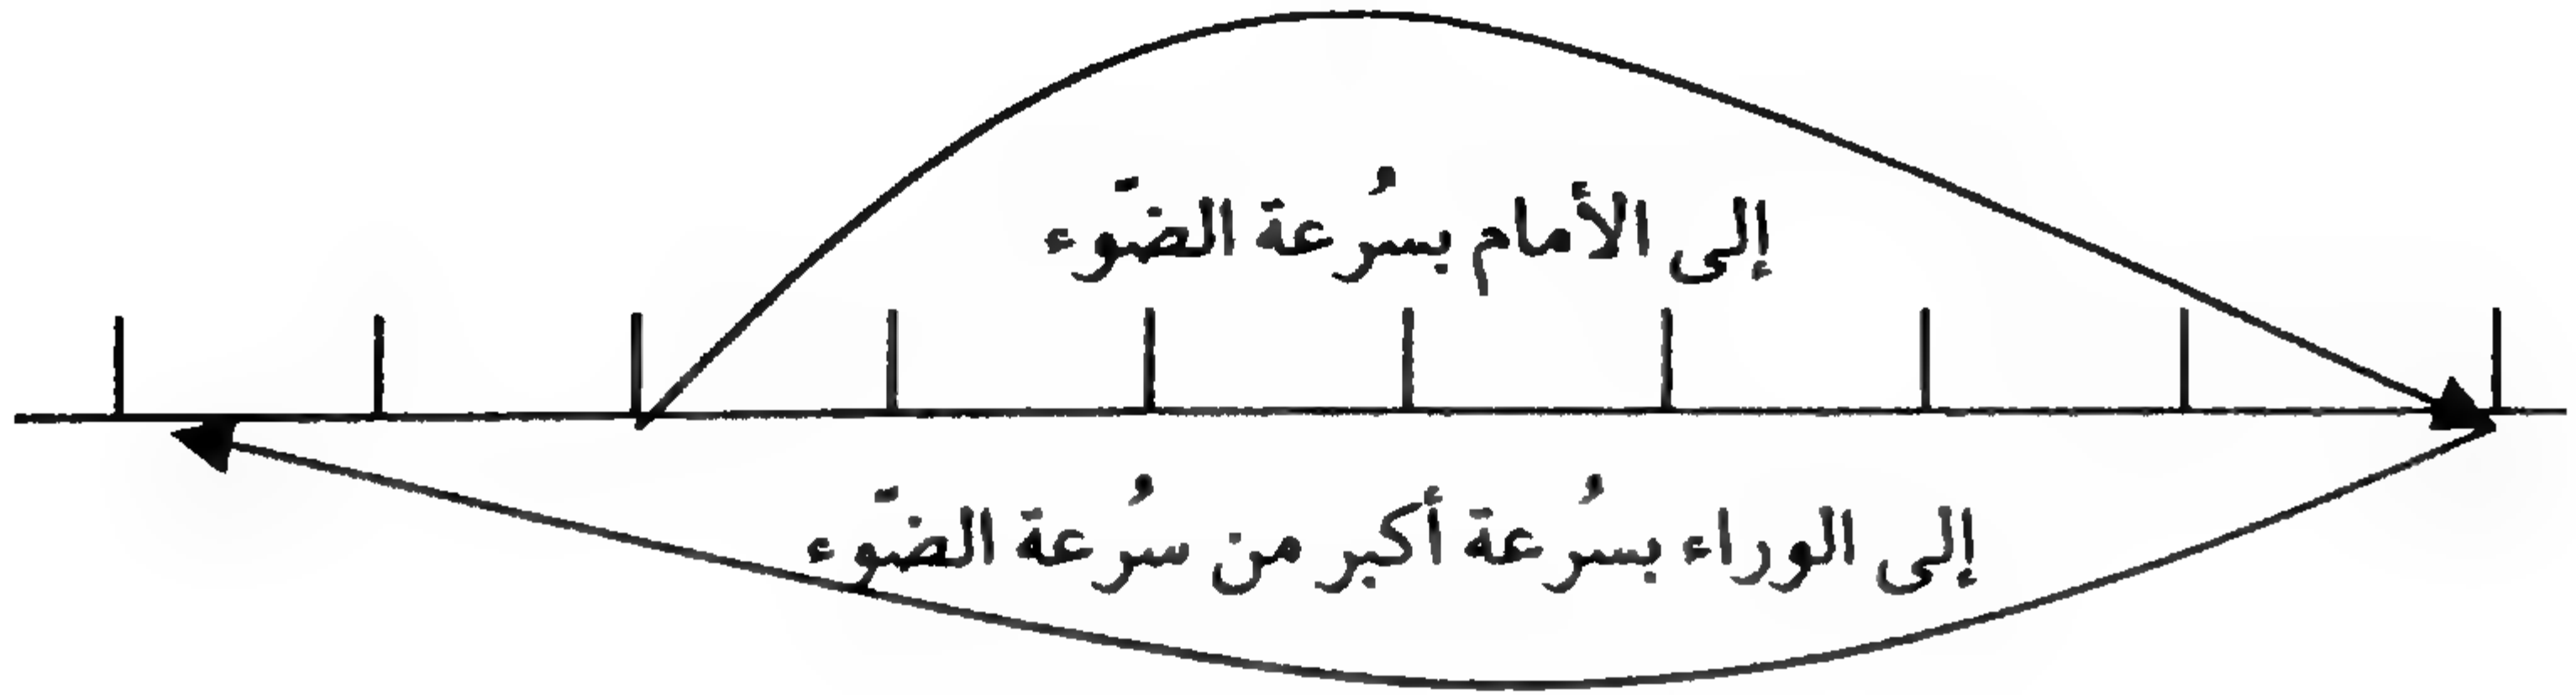 إلى الأمام بسُرعة الضّوء
إلى الوراء بسُرعة أكبر من سُرعة الضّوء